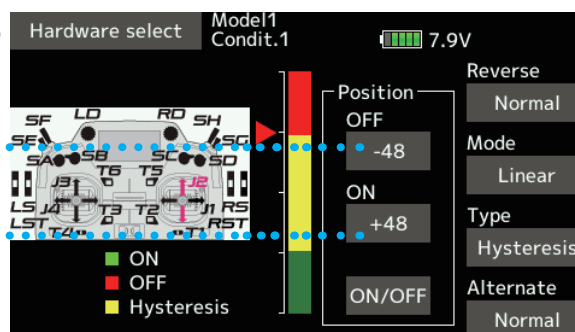 Hardware select
Model1
Condit.1
7.9V
SF LD RD SH
SE SG
SA SB SC SD
T6 T5
J3 J2
LS J4 T3 T2 J1 RS
LST RST
T4 T1
ON
OFF
Hysteresis
Position
OFF
-48
ON
+48
ON/OFF
Reverse
Normal
Mode
Linear
Type
Hysteresis
Alternate
Normal